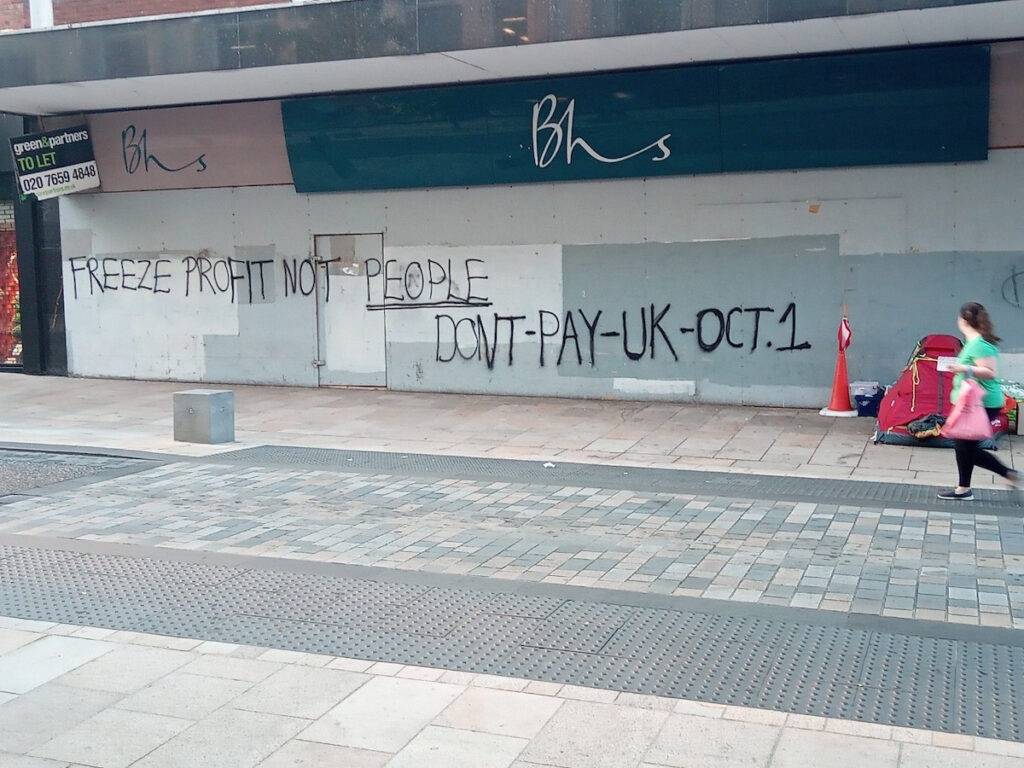 Bhs
Bhs
green&partners
TO LET
020 7659 4848
FREEZE PROFIT NOT PEOPLE
DONT-PAY-UK-OCT.1